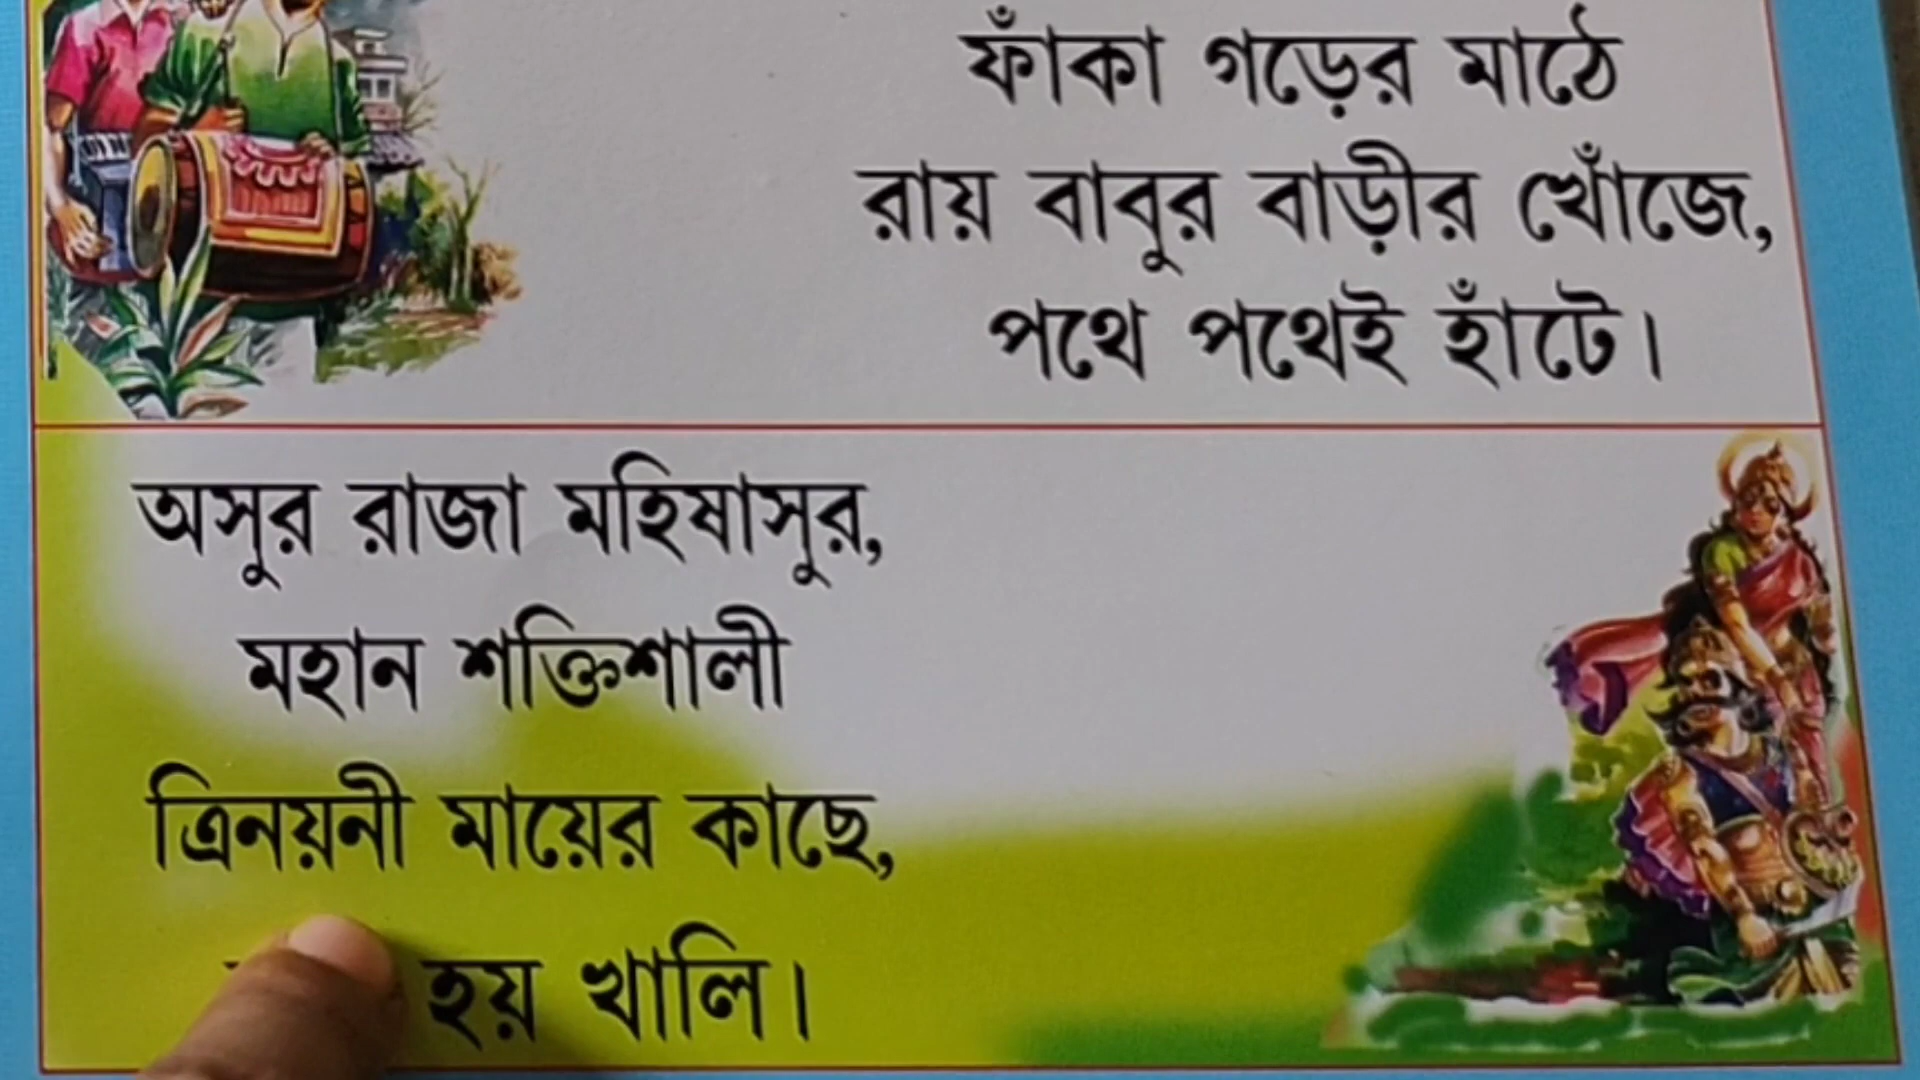 ফাঁকা গড়ের মাঠে
রায় বাবুর বাড়ীর খোঁজে,
পথে পথেই হাঁটে।
অসুর রাজা মহিষাসুর,
মহান শক্তিশালী
ত্রিনয়নী মায়ের কাছে,
হয় খালি।